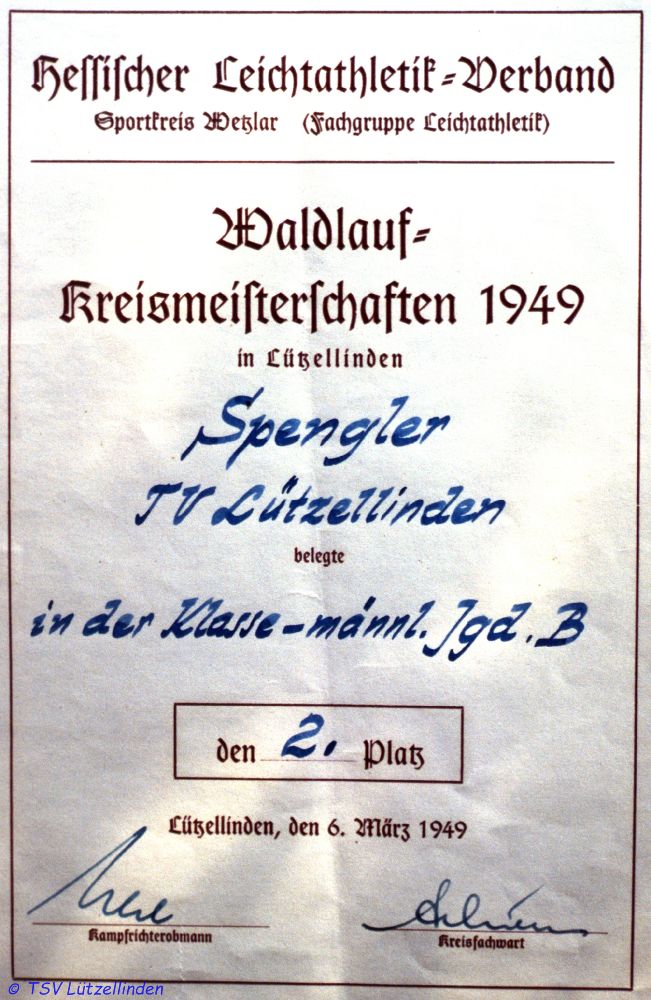 Hessischer Leichtathletik-Verband
Sportkreis Wetzlar (Fachgruppe Leichtathletik)
Waldlauf-
Kreismeisterschaften 1949
in Lützellinden
Spengler
TV Lützellinden
belegte
in der Klasse - männl. Jgd. B
den 2. Platz
Lützellinden, den 6. März 1949
Kampfrichterobmann
Kreisfachwart
© TSV Lützellinden